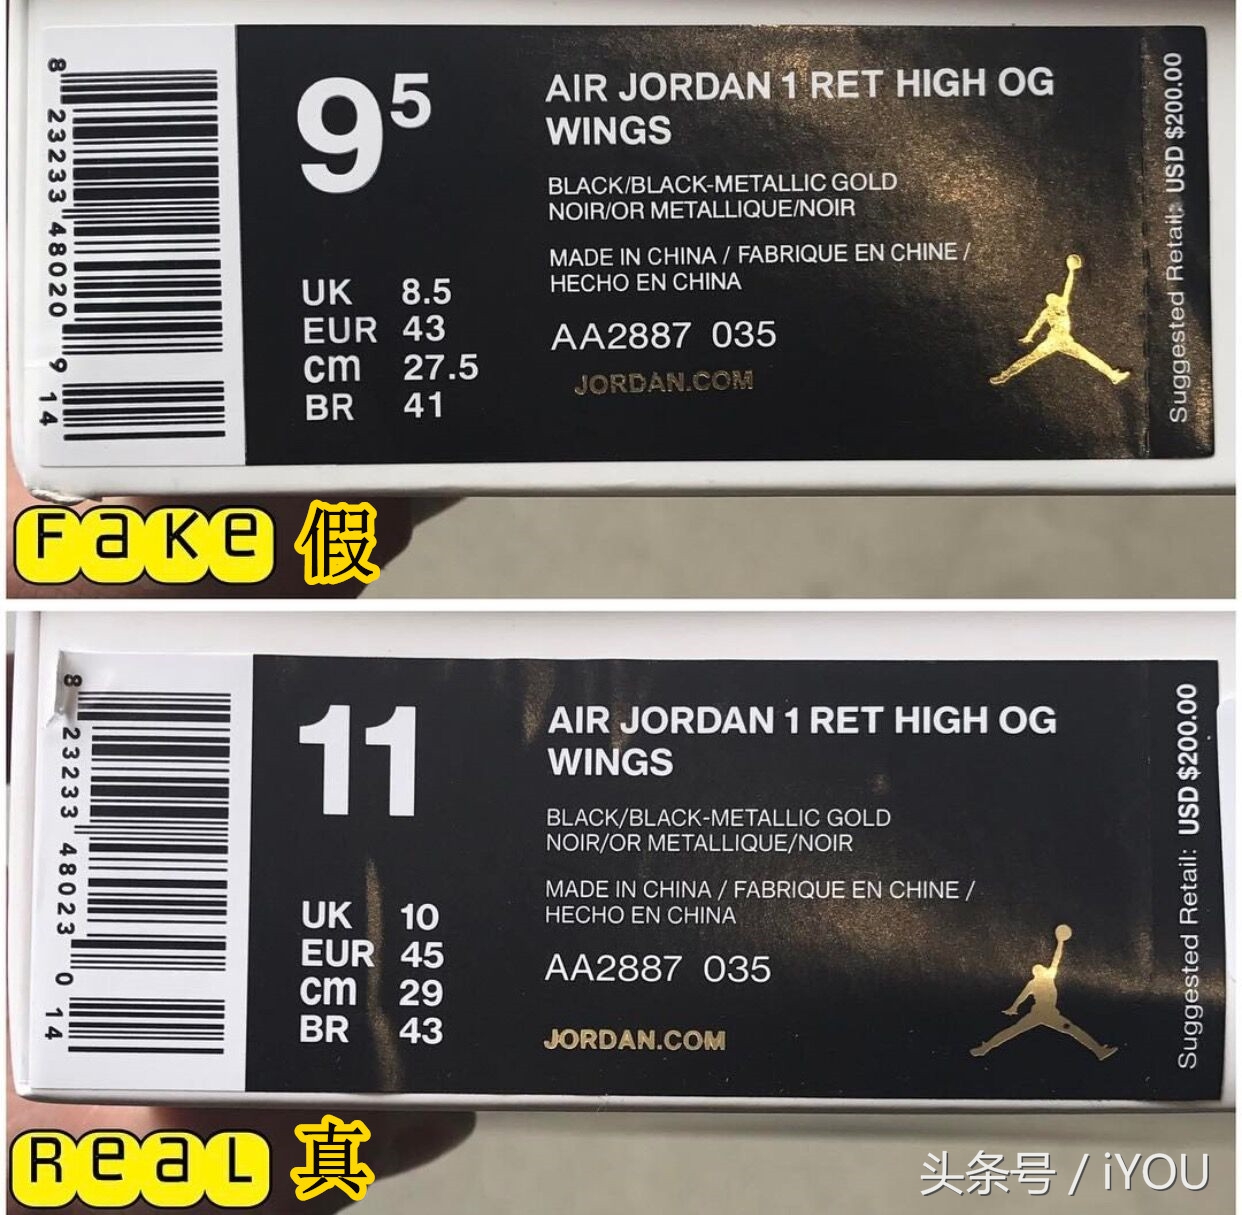 8 23233 48020 9 14
9⁵
UK 8.5
EUR 43
cm 27.5
BR 41
AIR JORDAN 1 RET HIGH OG
WINGS
BLACK/BLACK-METALLIC GOLD
NOIR/OR METALLIQUE/NOIR
MADE IN CHINA / FABRIQUE EN CHINE /
HECHO EN CHINA
AA2887 035
JORDAN.COM
Suggested Retail: USD $200.00
Fake 假
8 23233 48023 0 14
11
UK 10
EUR 45
cm 29
BR 43
AIR JORDAN 1 RET HIGH OG
WINGS
BLACK/BLACK-METALLIC GOLD
NOIR/OR METALLIQUE/NOIR
MADE IN CHINA / FABRIQUE EN CHINE /
HECHO EN CHINA
AA2887 035
JORDAN.COM
Suggested Retail: USD $200.00
Real 真
头条号 / iYOU